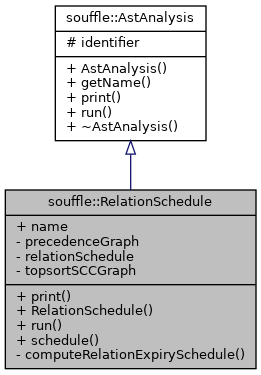 souffle::AstAnalysis
# identifier
+ AstAnalysis()
+ getName()
+ print()
+ run()
+ ~AstAnalysis()
souffle::RelationSchedule
+ name
- precedenceGraph
- relationSchedule
- topsortSCCGraph
+ print()
+ RelationSchedule()
+ run()
+ schedule()
- computeRelationExpirySchedule()